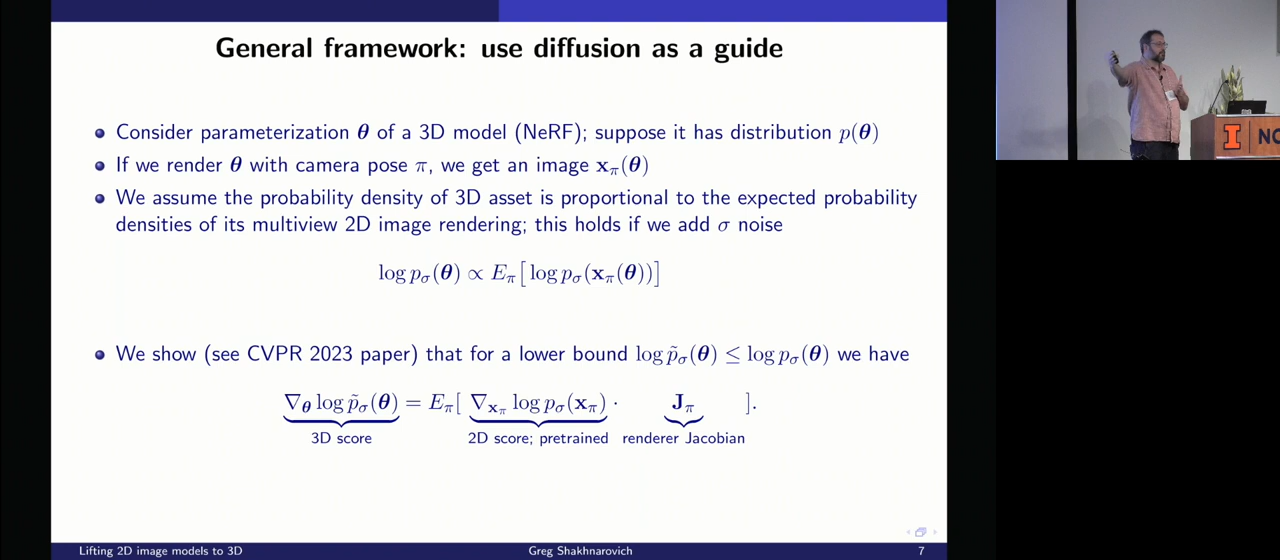 General framework: use diffusion as a guide
Consider parameterization θ of a 3D model (NeRF); suppose it has distribution p(θ)
If we render θ with camera pose π, we get an image x_π(θ)
We assume the probability density of 3D asset is proportional to the expected probability
densities of its multiview 2D image rendering; this holds if we add σ noise
log p_σ(θ) ∝ E_π[log p_σ(x_π(θ))]
We show (see CVPR 2023 paper) that for a lower bound log p̃_σ(θ) ≤ log p_σ(θ) we have
∇_θ log p̃_σ(θ) = E_π[ ∇_{x_π} log p_σ(x_π) · J_π ].
3D score 2D score; pretrained renderer Jacobian
Lifting 2D image models to 3D Greg Shakhnarovich 7
I